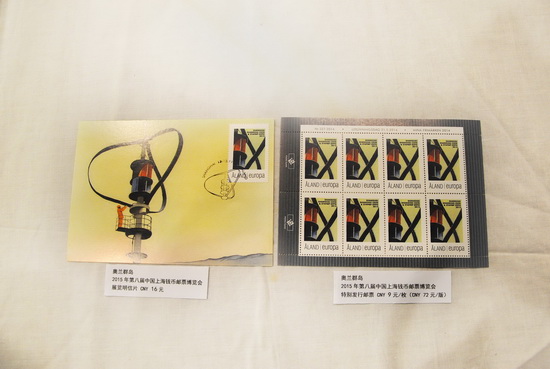 ÅLAND | europa
ÅLAND | europa
ÅLAND | europa
ÅLAND | europa
ÅLAND | europa
ÅLAND | europa
ÅLAND | europa
ÅLAND | europa
ÅLAND | europa
奥兰群岛
2015 年第八届中国上海钱币邮票博览会
展览明信片 CNY 16 元
奥兰群岛
2015 年第八届中国上海钱币邮票博览会
特别发行邮票 CNY 9 元/枚 (CNY 72 元/版)